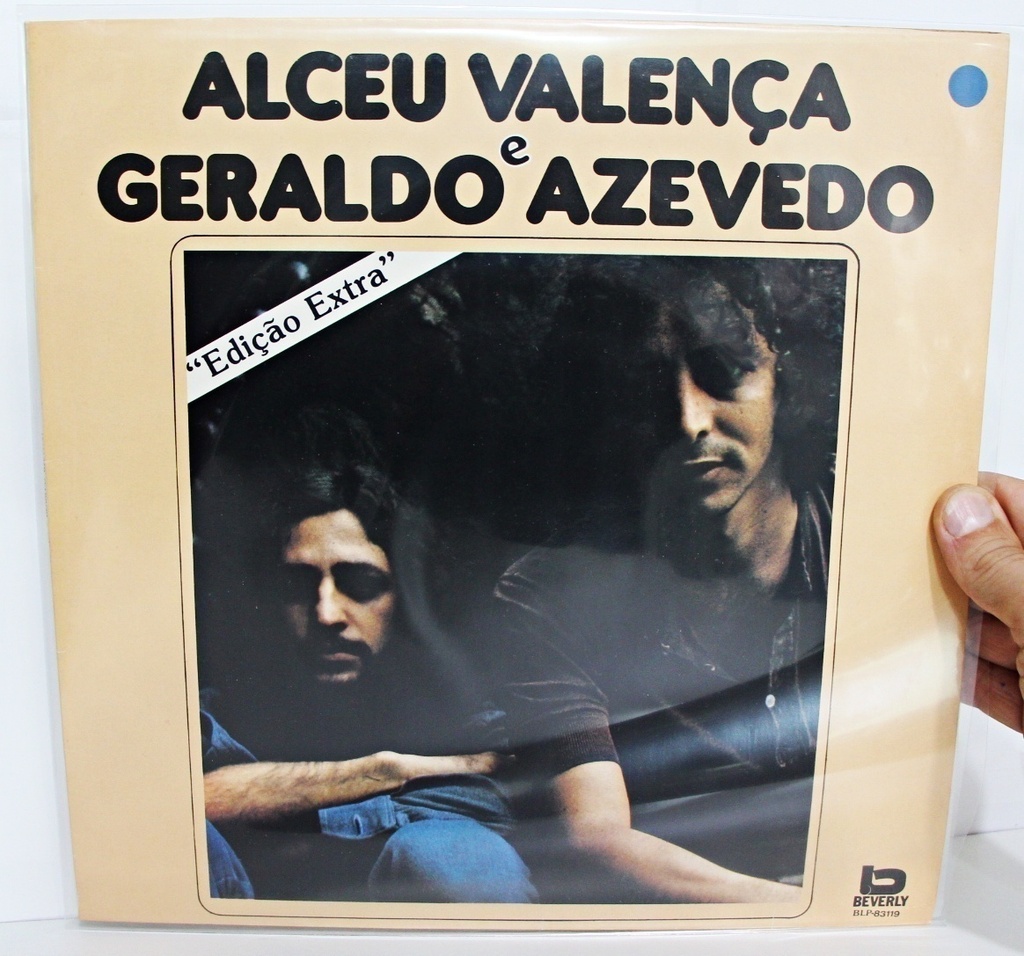 ALCEU VALENÇA
e
GERALDO AZEVEDO
"Edição Extra"
b
BEVERLY
BLP-83119